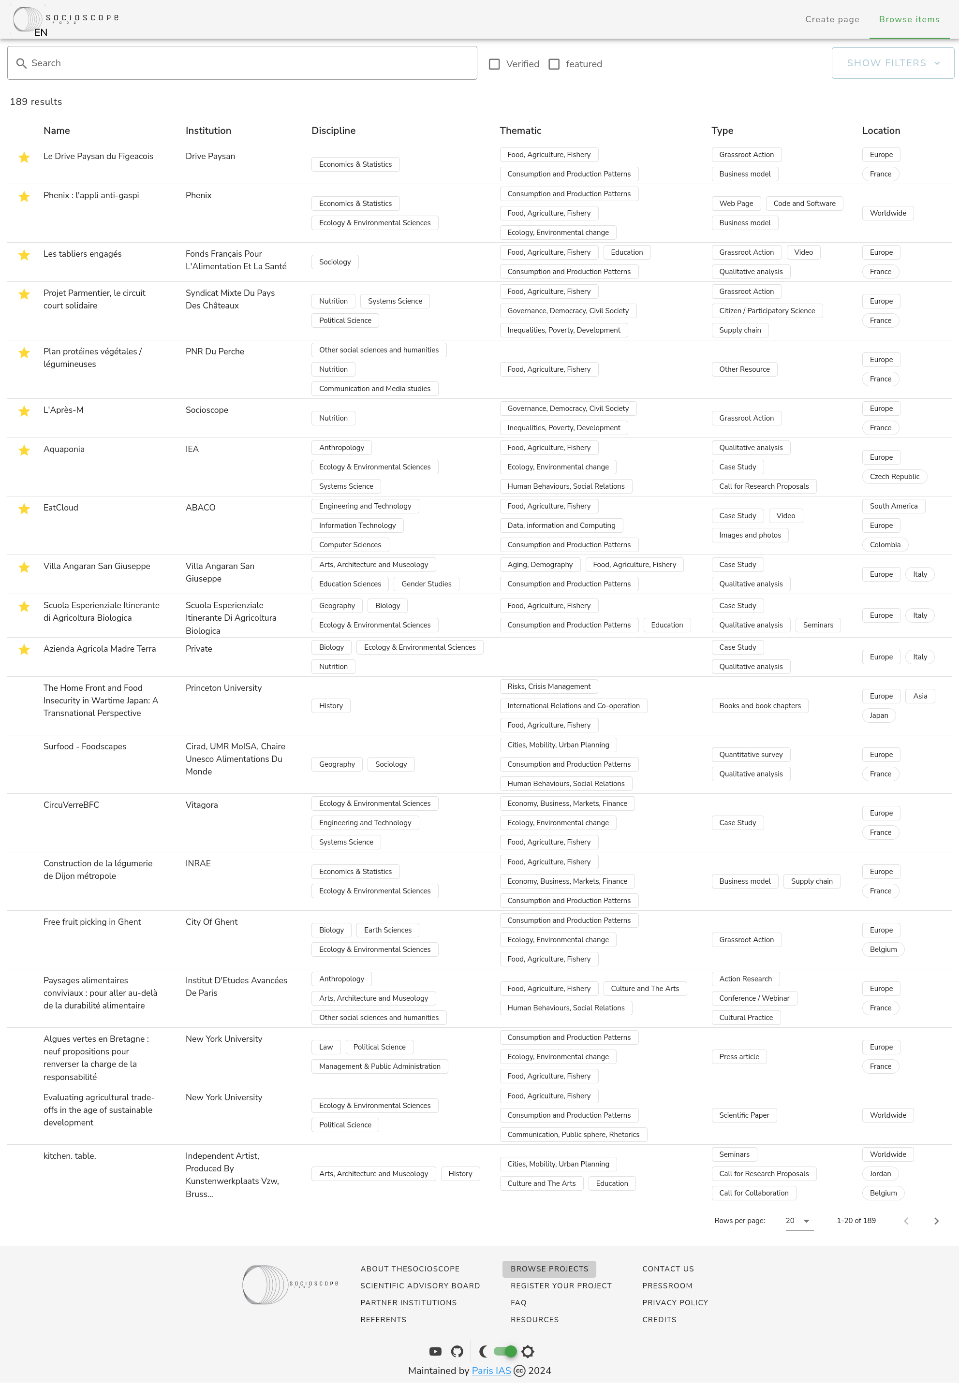 SOCIOSCOPE
FOOD
EN
Create page
Browse items
Search
Verified
featured
SHOW FILTERS
189 results
Name Institution Discipline Thematic Type Location
Le Drive Paysan du Figeacois
Drive Paysan
Economics & Statistics
Food, Agriculture, Fishery
Consumption and Production Patterns
Grassroot Action
Business model
Europe
France
Phenix : l'appli anti-gaspi
Phenix
Economics & Statistics
Ecology & Environmental Sciences
Consumption and Production Patterns
Food, Agriculture, Fishery
Ecology, Environmental change
Web Page Code and Software
Business model
Worldwide
Les tabliers engagés
Fonds Français Pour
L'Alimentation Et La Santé
Sociology
Food, Agriculture, Fishery Education
Consumption and Production Patterns
Grassroot Action Video
Qualitative analysis
Europe
France
Projet Parmentier, le circuit
court solidaire
Syndicat Mixte Du Pays
Des Châteaux
Nutrition Systems Science
Political Science
Food, Agriculture, Fishery
Governance, Democracy, Civil Society
Inequalities, Poverty, Development
Grassroot Action
Citizen / Participatory Science
Supply chain
Europe
France
Plan protéines végétales /
légumineuses
PNR Du Perche
Other social sciences and humanities
Nutrition
Communication and Media studies
Food, Agriculture, Fishery
Other Resource
Europe
France
L'Après-M
Socioscope
Nutrition
Governance, Democracy, Civil Society
Inequalities, Poverty, Development
Grassroot Action
Europe
France
Aquaponia
IEA
Anthropology
Ecology & Environmental Sciences
Systems Science
Food, Agriculture, Fishery
Ecology, Environmental change
Human Behaviours, Social Relations
Qualitative analysis
Case Study
Call for Research Proposals
Europe
Czech Republic
EatCloud
ABACO
Engineering and Technology
Information Technology
Computer Sciences
Food, Agriculture, Fishery
Data, information and Computing
Consumption and Production Patterns
Case Study Video
Images and photos
South America
Europe
Colombia
Villa Angaran San Giuseppe
Villa Angaran San
Giuseppe
Arts, Architecture and Museology
Education Sciences Gender Studies
Aging, Demography Food, Agriculture, Fishery
Consumption and Production Patterns
Case Study
Qualitative analysis
Europe Italy
Scuola Esperienziale Itinerante
di Agricoltura Biologica
Scuola Esperienziale
Itinerante Di Agricoltura
Biologica
Geography Biology
Ecology & Environmental Sciences
Food, Agriculture, Fishery
Consumption and Production Patterns Education
Case Study
Qualitative analysis Seminars
Europe Italy
Azienda Agricola Madre Terra
Private
Biology Ecology & Environmental Sciences
Nutrition
Case Study
Qualitative analysis
Europe Italy
The Home Front and Food
Insecurity in Wartime Japan: A
Transnational Perspective
Princeton University
History
Risks, Crisis Management
International Relations and Co-operation
Food, Agriculture, Fishery
Books and book chapters
Europe Asia
Japan
Surfood - Foodscapes
Cirad, UMR MoISA, Chaire
Unesco Alimentations Du
Monde
Geography Sociology
Cities, Mobility, Urban Planning
Consumption and Production Patterns
Human Behaviours, Social Relations
Quantitative survey
Qualitative analysis
Europe
France
CircuVerreBFC
Vitagora
Ecology & Environmental Sciences
Engineering and Technology
Systems Science
Economy, Business, Markets, Finance
Ecology, Environmental change
Food, Agriculture, Fishery
Case Study
Europe
France
Construction de la légumerie
de Dijon métropole
INRAE
Economics & Statistics
Ecology & Environmental Sciences
Food, Agriculture, Fishery
Economy, Business, Markets, Finance
Consumption and Production Patterns
Business model Supply chain
Europe
France
Free fruit picking in Ghent
City Of Ghent
Biology Earth Sciences
Ecology & Environmental Sciences
Consumption and Production Patterns
Ecology, Environmental change
Food, Agriculture, Fishery
Grassroot Action
Europe
Belgium
Paysages alimentaires
conviviaux : pour aller au-delà
de la durabilité alimentaire
Institut D'Etudes Avancées
De Paris
Anthropology
Arts, Architecture and Museology
Other social sciences and humanities
Food, Agriculture, Fishery Culture and The Arts
Human Behaviours, Social Relations
Action Research
Conference / Webinar
Cultural Practice
Europe
France
Algues vertes en Bretagne :
neuf propositions pour
renverser la charge de la
responsabilité
New York University
Law Political Science
Management & Public Administration
Consumption and Production Patterns
Ecology, Environmental change
Food, Agriculture, Fishery
Press article
Europe
France
Evaluating agricultural trade-
offs in the age of sustainable
development
New York University
Ecology & Environmental Sciences
Political Science
Food, Agriculture, Fishery
Consumption and Production Patterns
Communication, Public sphere, Rhetorics
Scientific Paper
Worldwide
kitchen. table.
Independent Artist,
Produced By
Kunstenwerkplaats Vzw,
Bruss...
Arts, Architecture and Museology History
Cities, Mobility, Urban Planning
Culture and The Arts Education
Seminars
Call for Research Proposals
Call for Collaboration
Worldwide
Jordan
Belgium
Rows per page: 20 1-20 of 189
SOCIOSCOPE
ABOUT THESOCIOSCOPE
SCIENTIFIC ADVISORY BOARD
PARTNER INSTITUTIONS
REFERENTS
BROWSE PROJECTS
REGISTER YOUR PROJECT
FAQ
RESOURCES
CONTACT US
PRESSROOM
PRIVACY POLICY
CREDITS
Maintained by Paris IAS cc 2024